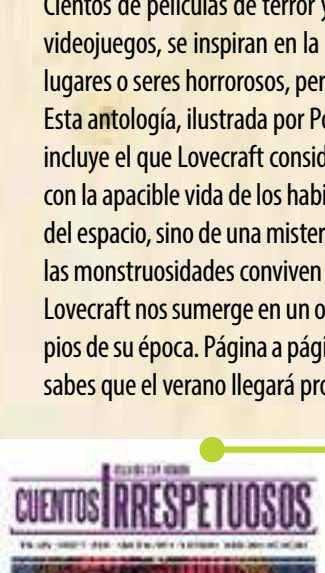 Cientos de películas de terror y
videojuegos, se inspiran en la
lugares o seres horrorosos, per
Esta antología, ilustrada por Po
incluye el que Lovecraft consid
con la apacible vida de los habi
del espacio, sino de una mister
las monstruosidades conviven
Lovecraft nos sumerge en un o
pios de su época. Página a pági
sabes que el verano llegará pro
CUENTOS IRRESPETUOSOS